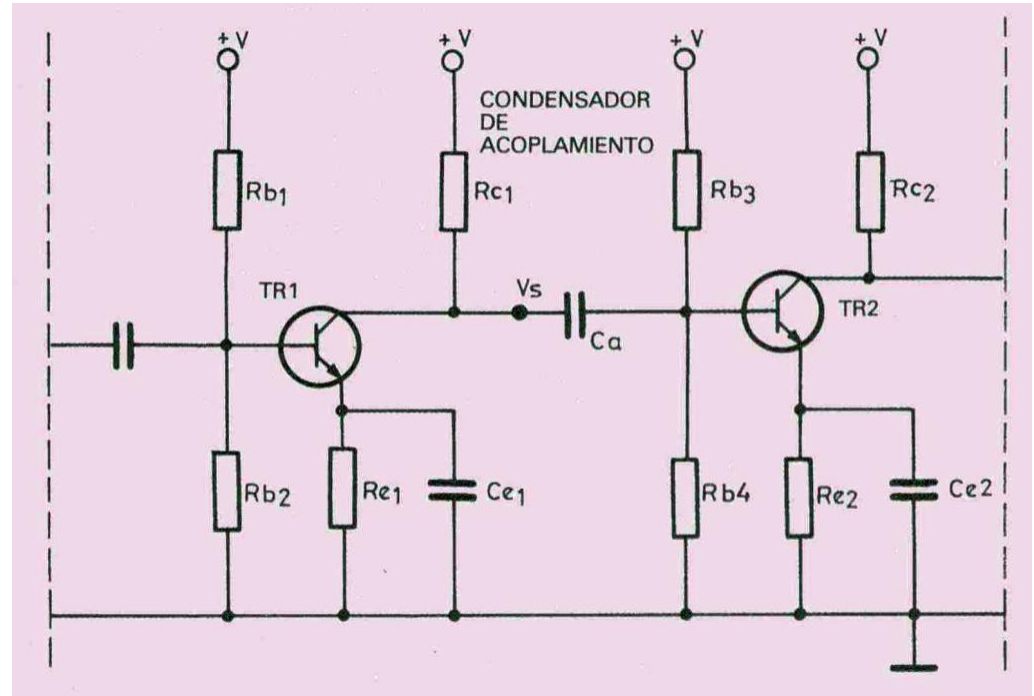 + V
+ V
+ V
+ V
CONDENSADOR
DE
ACOPLAMIENTO
Rb1
Rc1
Rb3
Rc2
TR1
Vs
TR2
Ca
Rb2
Re1
Ce1
Rb4
Re2
Ce2